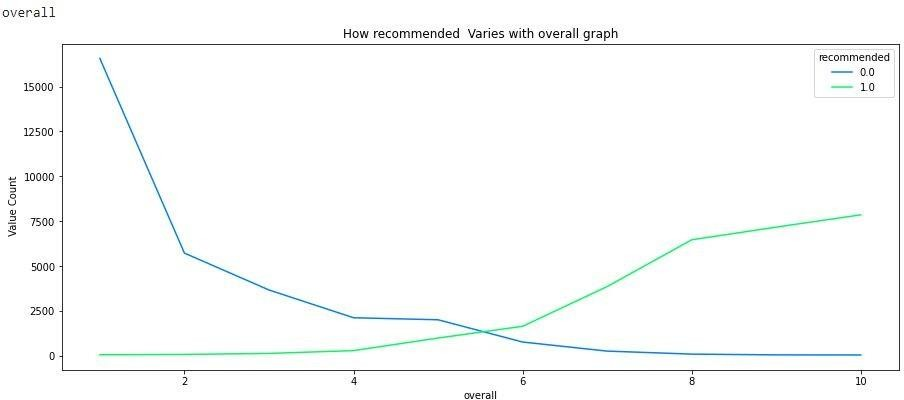 overall
How recommended  Varies with overall graph
recommended
0.0
1.0
15000
12500
10000
7500
5000
2500
0
Value Count
2 4 6 8 10
overall